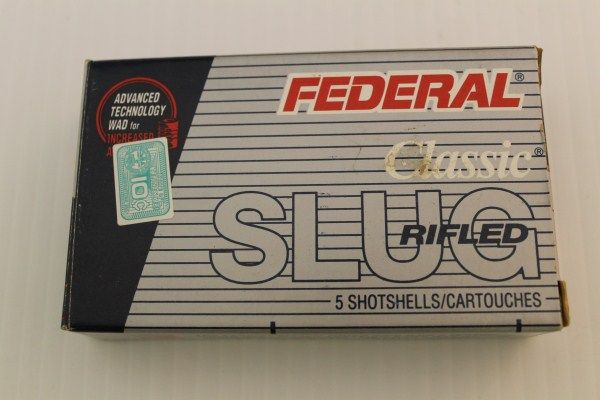 ADVANCED
TECHNOLOGY
WAD for
INCREASED
FEDERAL®
Classic®
SLUG
RIFLED
5 SHOTSHELLS/CARTOUCHES